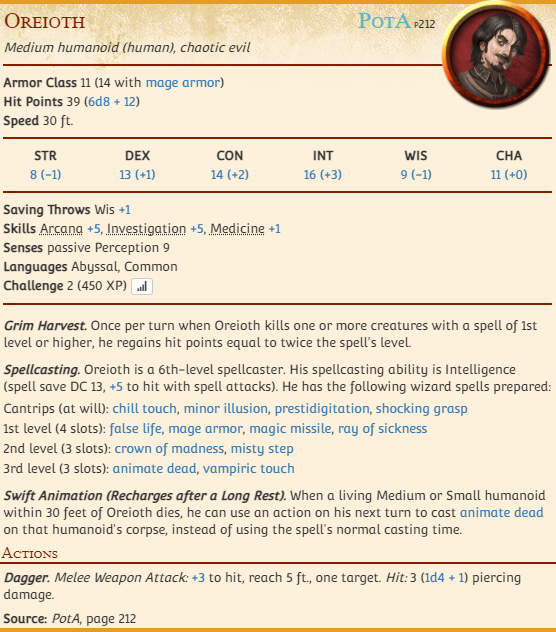 Oreioth PotA p212
Medium humanoid (human), chaotic evil
Armor Class 11 (14 with mage armor)
Hit Points 39 (6d8 + 12)
Speed 30 ft.
STR DEX CON INT WIS CHA
8 (−1) 13 (+1) 14 (+2) 16 (+3) 9 (−1) 11 (+0)
Saving Throws Wis +1
Skills Arcana +5, Investigation +5, Medicine +1
Senses passive Perception 9
Languages Abyssal, Common
Challenge 2 (450 XP)
Grim Harvest. Once per turn when Oreioth kills one or more creatures with a spell of 1st
level or higher, he regains hit points equal to twice the spell's level.
Spellcasting. Oreioth is a 6th-level spellcaster. His spellcasting ability is Intelligence
(spell save DC 13, +5 to hit with spell attacks). He has the following wizard spells prepared:
Cantrips (at will): chill touch, minor illusion, prestidigitation, shocking grasp
1st level (4 slots): false life, mage armor, magic missile, ray of sickness
2nd level (3 slots): crown of madness, misty step
3rd level (3 slots): animate dead, vampiric touch
Swift Animation (Recharges after a Long Rest). When a living Medium or Small humanoid
within 30 feet of Oreioth dies, he can use an action on his next turn to cast animate dead
on that humanoid's corpse, instead of using the spell's normal casting time.
Actions
Dagger. Melee Weapon Attack: +3 to hit, reach 5 ft., one target. Hit: 3 (1d4 + 1) piercing
damage.
Source: PotA, page 212